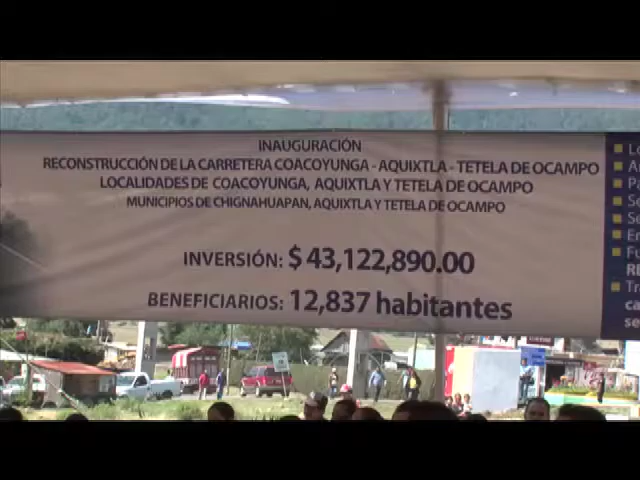 INAUGURACIÓN
RECONSTRUCCIÓN DE LA CARRETERA COACOYUNGA - AQUIXTLA - TETELA DE OCAMPO
LOCALIDADES DE COACOYUNGA, AQUIXTLA Y TETELA DE OCAMPO
MUNICIPIOS DE CHIGNAHUAPAN, AQUIXTLA Y TETELA DE OCAMPO
INVERSIÓN: $ 43,122,890.00
BENEFICIARIOS: 12,837 habitantes